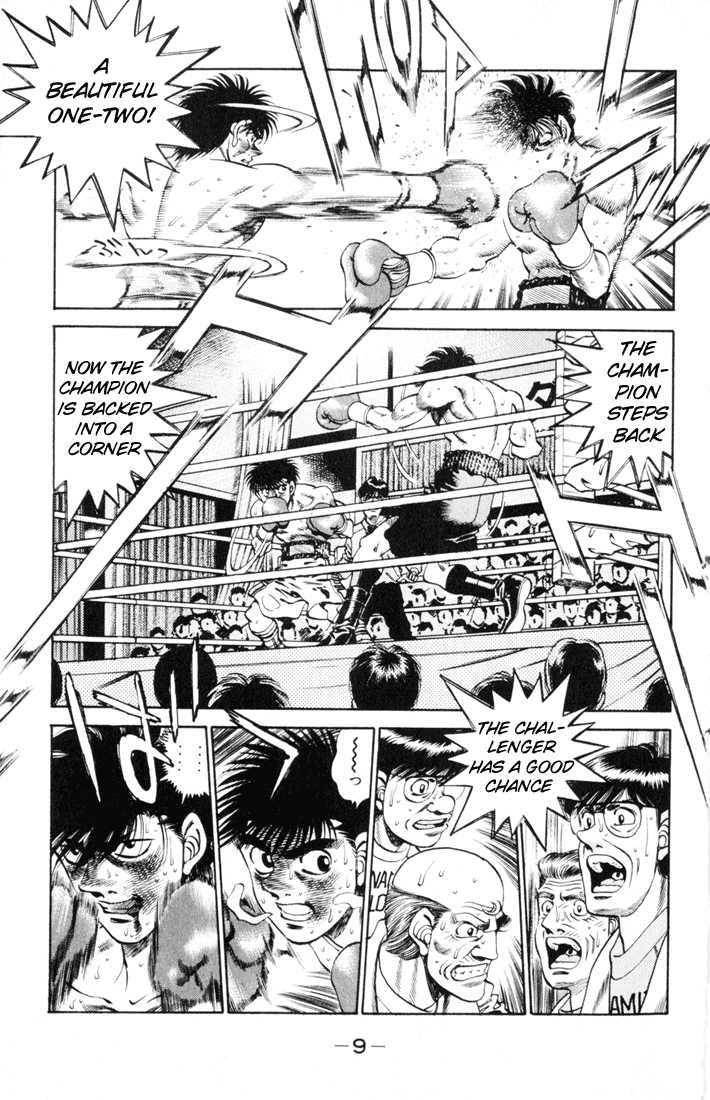 A
BEAUTIFUL
ONE-TWO!
THE
CHAM-
PION
STEPS
BACK
NOW THE
CHAMPION
IS BACKED
INTO A
CORNER
THE CHAL-
LENGER
HAS A GOOD
CHANCE
—9—